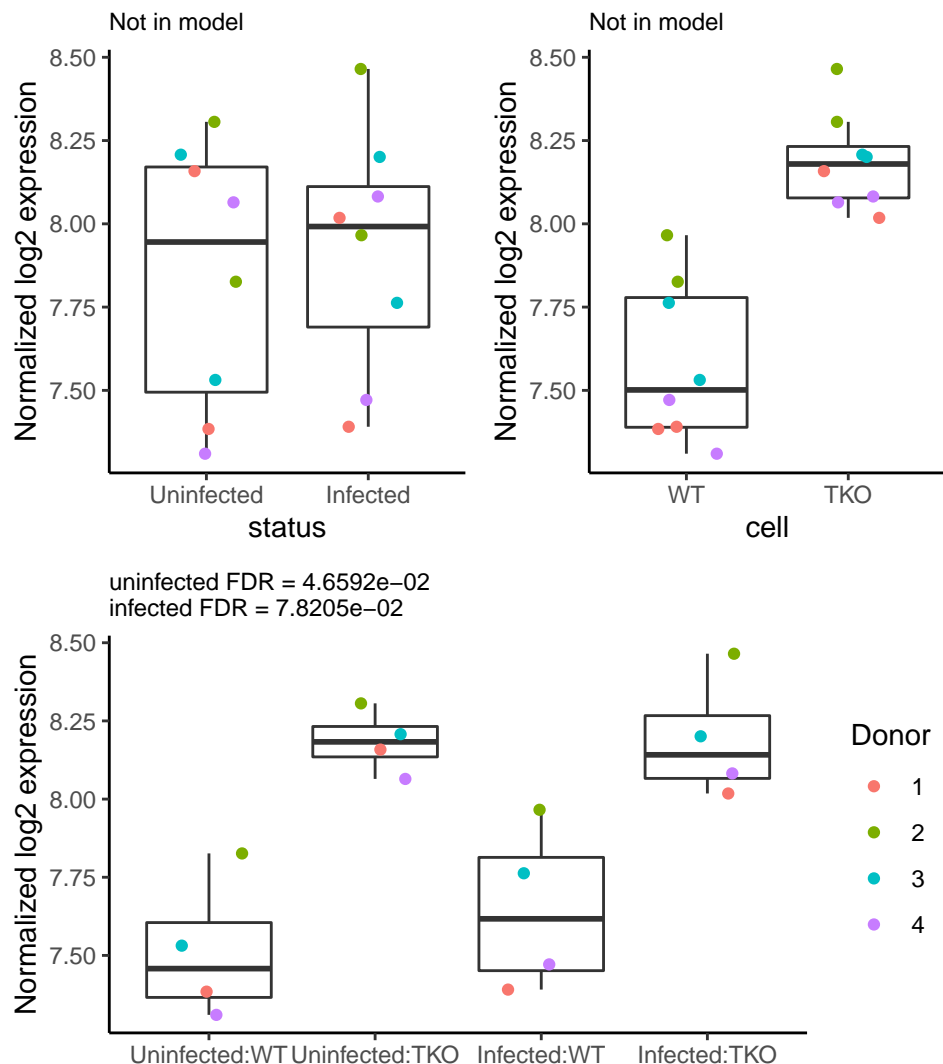 Not in model
Normalized log2 expression
8.50
8.25
8.00
7.75
7.50
Uninfected Infected
status
Not in model
Normalized log2 expression
8.50
8.25
8.00
7.75
7.50
WT TKO
cell
uninfected FDR = 4.6592e−02
infected FDR = 7.8205e−02
Normalized log2 expression
8.50
8.25
8.00
7.75
7.50
Uninfected:WT Uninfected:TKO Infected:WT Infected:TKO
Donor
1
2
3
4